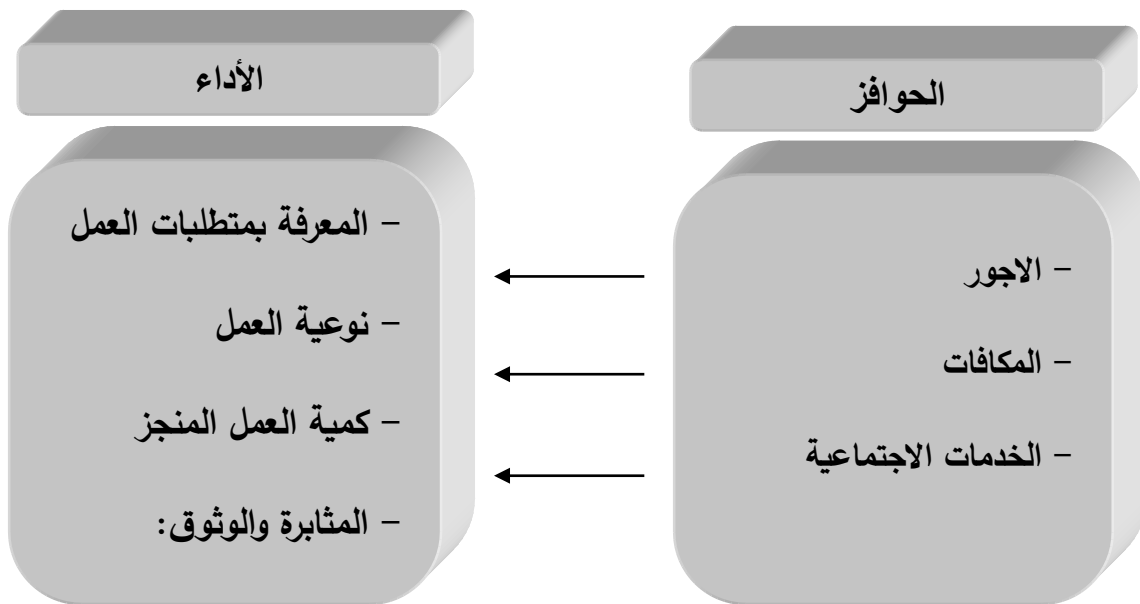 الحوافز
- الاجور
- المكافات
- الخدمات الاجتماعية
الأداء
- المعرفة بمتطلبات العمل
- نوعية العمل
- كمية العمل المنجز
- المثابرة والوثوق: